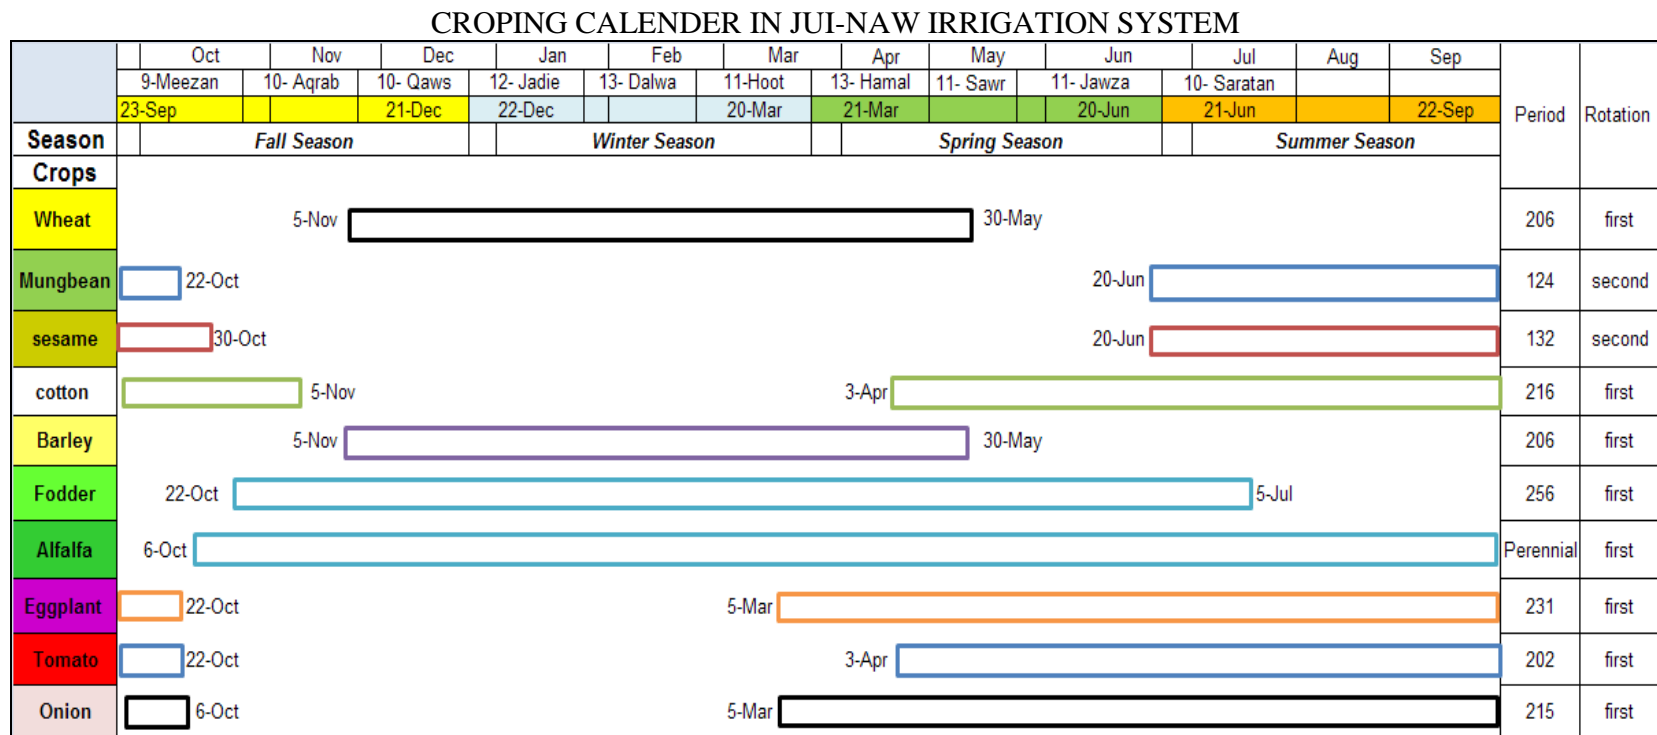 CROPING CALENDER IN JUI-NAW IRRIGATION SYSTEM
Oct Nov Dec Jan Feb Mar Apr May Jun Jul Aug Sep
9-Meezan 10- Aqrab 10- Qaws 12- Jadie 13- Dalwa 11-Hoot 13- Hamal 11- Sawr 11- Jawza 10- Saratan
23-Sep 21-Dec 22-Dec 20-Mar 21-Mar 20-Jun 21-Jun 22-Sep Period Rotation
Season Fall Season Winter Season Spring Season Summer Season
Crops
Wheat 5-Nov 30-May 206 first
Mungbean 22-Oct 20-Jun 124 second
sesame 30-Oct 20-Jun 132 second
cotton 5-Nov 3-Apr 216 first
Barley 5-Nov 30-May 206 first
Fodder 22-Oct 5-Jul 256 first
Alfalfa 6-Oct Perennial first
Eggplant 22-Oct 5-Mar 231 first
Tomato 22-Oct 3-Apr 202 first
Onion 6-Oct 5-Mar 215 first